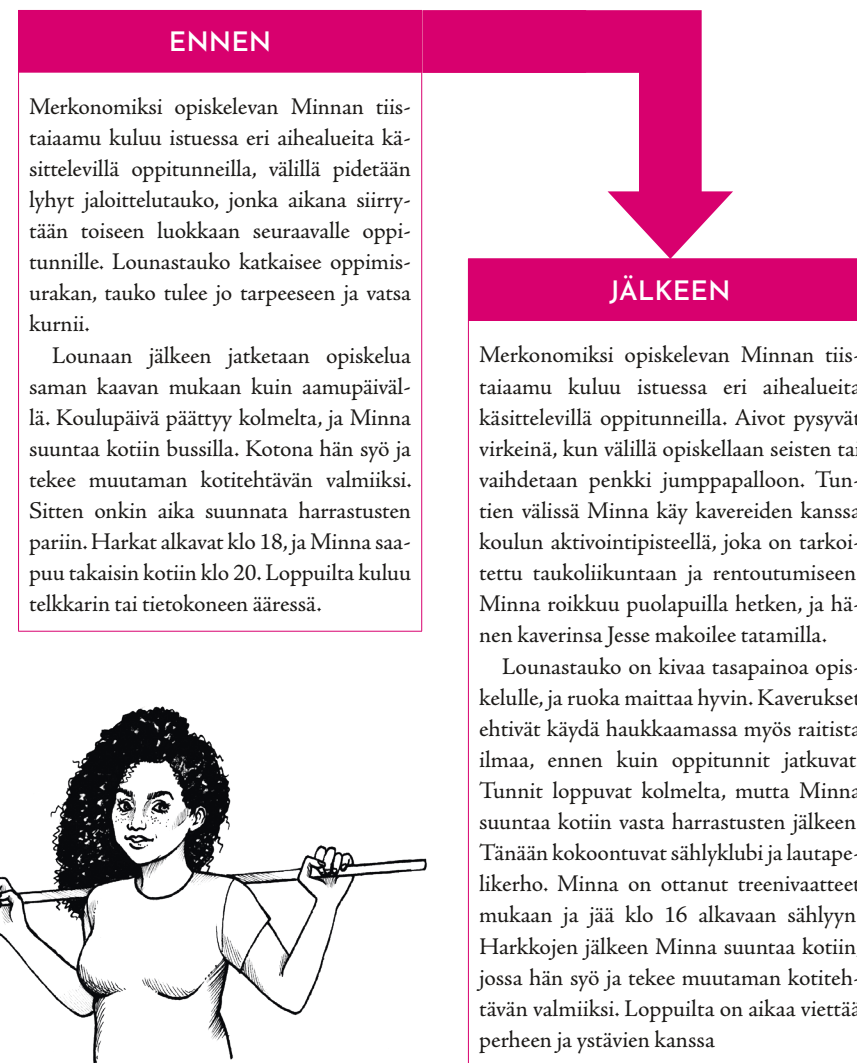 ENNEN
Merkonomiksi opiskelevan Minnan tiis-
taiaamu kuluu istuessa eri aihealueita kä-
sittelevillä oppitunneilla, välillä pidetään
lyhyt jaloittelutauko, jonka aikana siirry-
tään toiseen luokkaan seuraavalle oppi-
tunnille. Lounastauko katkaisee oppimis-
urakan, tauko tulee jo tarpeeseen ja vatsa
kurnii.
Lounaan jälkeen jatketaan opiskelua
saman kaavan mukaan kuin aamupäiväl-
lä. Koulupäivä päättyy kolmelta, ja Minna
suuntaa kotiin bussilla. Kotona hän syö ja
tekee muutaman kotitehtävän valmiiksi.
Sitten onkin aika suunnata harrastusten
pariin. Harkat alkavat klo 18, ja Minna saa-
puu takaisin kotiin klo 20. Loppuilta kuluu
telkkarin tai tietokoneen ääressä.
JÄLKEEN
Merkonomiksi opiskelevan Minnan tiis-
taiaamu kuluu istuessa eri aihealueita
käsittelevillä oppitunneilla. Aivot pysyvät
virkeinä, kun välillä opiskellaan seisten tai
vaihdetaan penkki jumppapalloon. Tun-
tien välissä Minna käy kavereiden kanssa
koulun aktivointipisteellä, joka on tarkoi-
tettu taukoliikuntaan ja rentoutumiseen.
Minna roikkuu puolapuilla hetken, ja hä-
nen kaverinsa Jesse makoilee tatamilla.
Lounastauko on kivaa tasapainoa opis-
kelulle, ja ruoka maittaa hyvin. Kaverukset
ehtivät käydä haukkaamassa myös raitista
ilmaa, ennen kuin oppitunnit jatkuvat.
Tunnit loppuvat kolmelta, mutta Minna
suuntaa kotiin vasta harrastusten jälkeen.
Tänään kokoontuvat sählyklubi ja lautape-
likerho. Minna on ottanut treenivaatteet
mukaan ja jää klo 16 alkavaan sählyyn.
Harkkojen jälkeen Minna suuntaa kotiin,
jossa hän syö ja tekee muutaman kotiteh-
tävän valmiiksi. Loppuilta on aikaa viettää
perheen ja ystävien kanssa